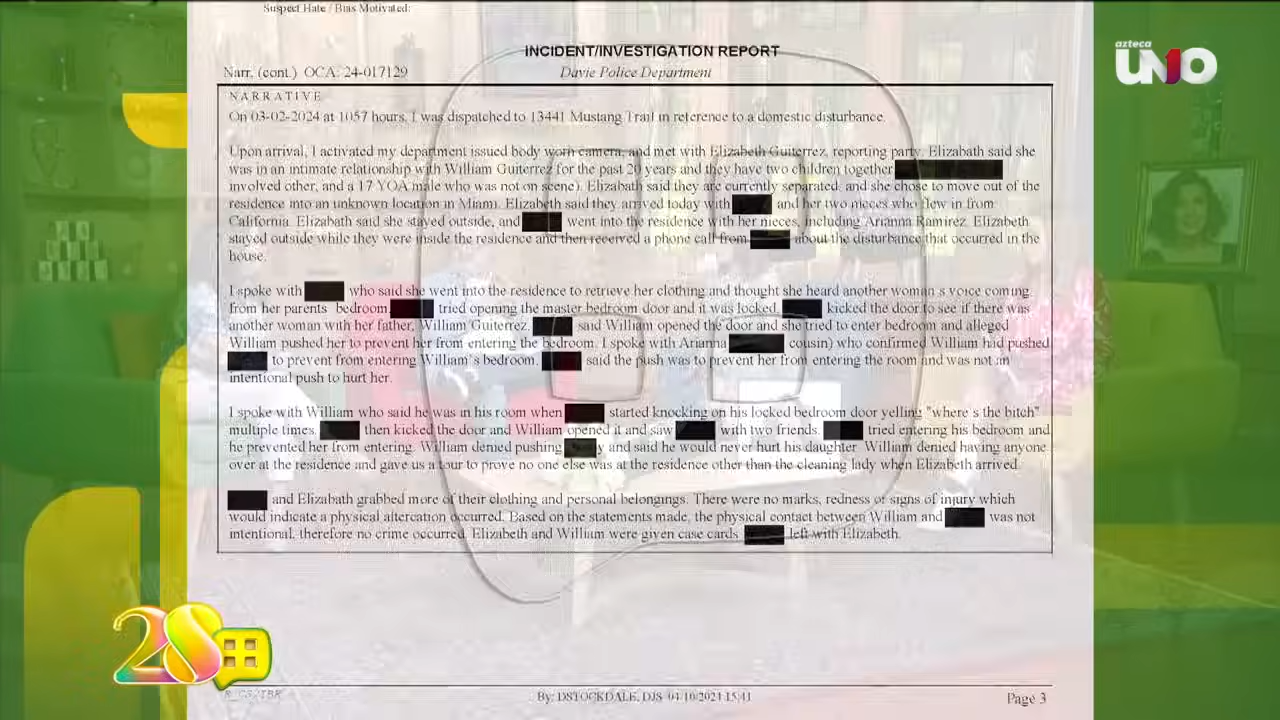 Suspect Hate / Bias Motivated:
INCIDENT/INVESTIGATION REPORT
Narr. (cont.) OCA: 24-017129 Davie Police Department
NARRATIVE
On 03-02-2024 at 1057 hours, I was dispatched to 13441 Mustang Trail in reference to a domestic disturbance.
Upon arrival, I activated my department issued body worn camera, and met with Elizabeth Guiterrez, reporting party. Elizabath said she
was in an intimate relationship with William Guiterrez for the past 20 years and they have two children together
involved other, and a 17 YOA male who was not on scene). Elizabath said they are currently separated, and she chose to move out of the
residence into an unknown location in Miami. Elizabeth said they arrived today with and her two nieces who flew in from
California. Elizabath said she stayed outside, and went into the residence with her nieces, including Arianna Ramirez. Elizabeth
stayed outside while they were inside the residence and then received a phone call from about the disturbance that occurred in the
house.
I spoke with who said she went into the residence to retrieve her clothing and thought she heard another woman's voice coming
from her parents' bedroom. tried opening the master bedroom door and it was locked. kicked the door to see if there was
another woman with her father, William Guiterrez. said William opened the door and she tried to enter bedroom and alleged
William pushed her to prevent her from entering the bedroom. I spoke with Arianna cousin) who confirmed William had pushed
to prevent from entering William's bedroom. said the push was to prevent her from entering the room and was not an
intentional push to hurt her.
I spoke with William who said he was in his room when started knocking on his locked bedroom door yelling "where's the bitch"
multiple times. then kicked the door and William opened it and saw with two friends. tried entering his bedroom and
he prevented her from entering. William denied pushing y and said he would never hurt his daughter. William denied having anyone
over at the residence and gave us a tour to prove no one else was at the residence other than the cleaning lady when Elizabeth arrived.
and Elizabath grabbed more of their clothing and personal belongings. There were no marks, redness or signs of injury which
would indicate a physical altercation occurred. Based on the statements made, the physical contact between William and was not
intentional, therefore no crime occurred. Elizabeth and William were given case cards. left with Elizabeth.
R_CS2IBR By: DSTOCKDALE, DJS 04/10/2024 15:41 Page 3
azteca
UNO
28